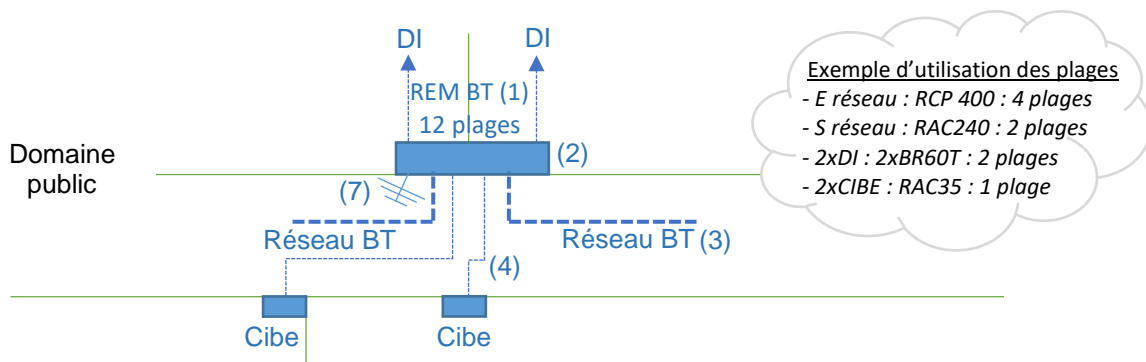 DI DI
REM BT (1)
12 plages
(2)
Domaine
public
(7)
Réseau BT
Réseau BT (3)
(4)
Cibe
Cibe
Exemple d’utilisation des plages
- E réseau : RCP 400 : 4 plages
- S réseau : RAC240 : 2 plages
- 2xDI : 2xBR60T : 2 plages
- 2xCIBE : RAC35 : 1 plage